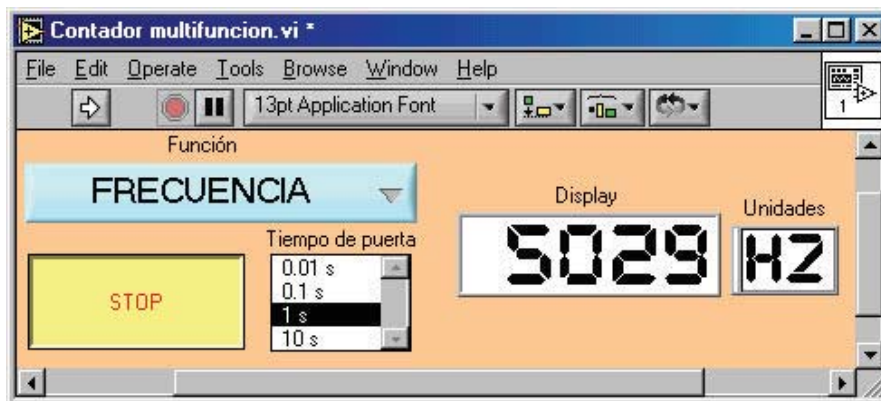 Contador multifuncion.vi *
File Edit Operate Tools Browse Window Help
13pt Application Font
1
Función
FRECUENCIA
Display
5029
Unidades
HZ
Tiempo de puerta
0.01 s
0.1 s
1 s
10 s
STOP